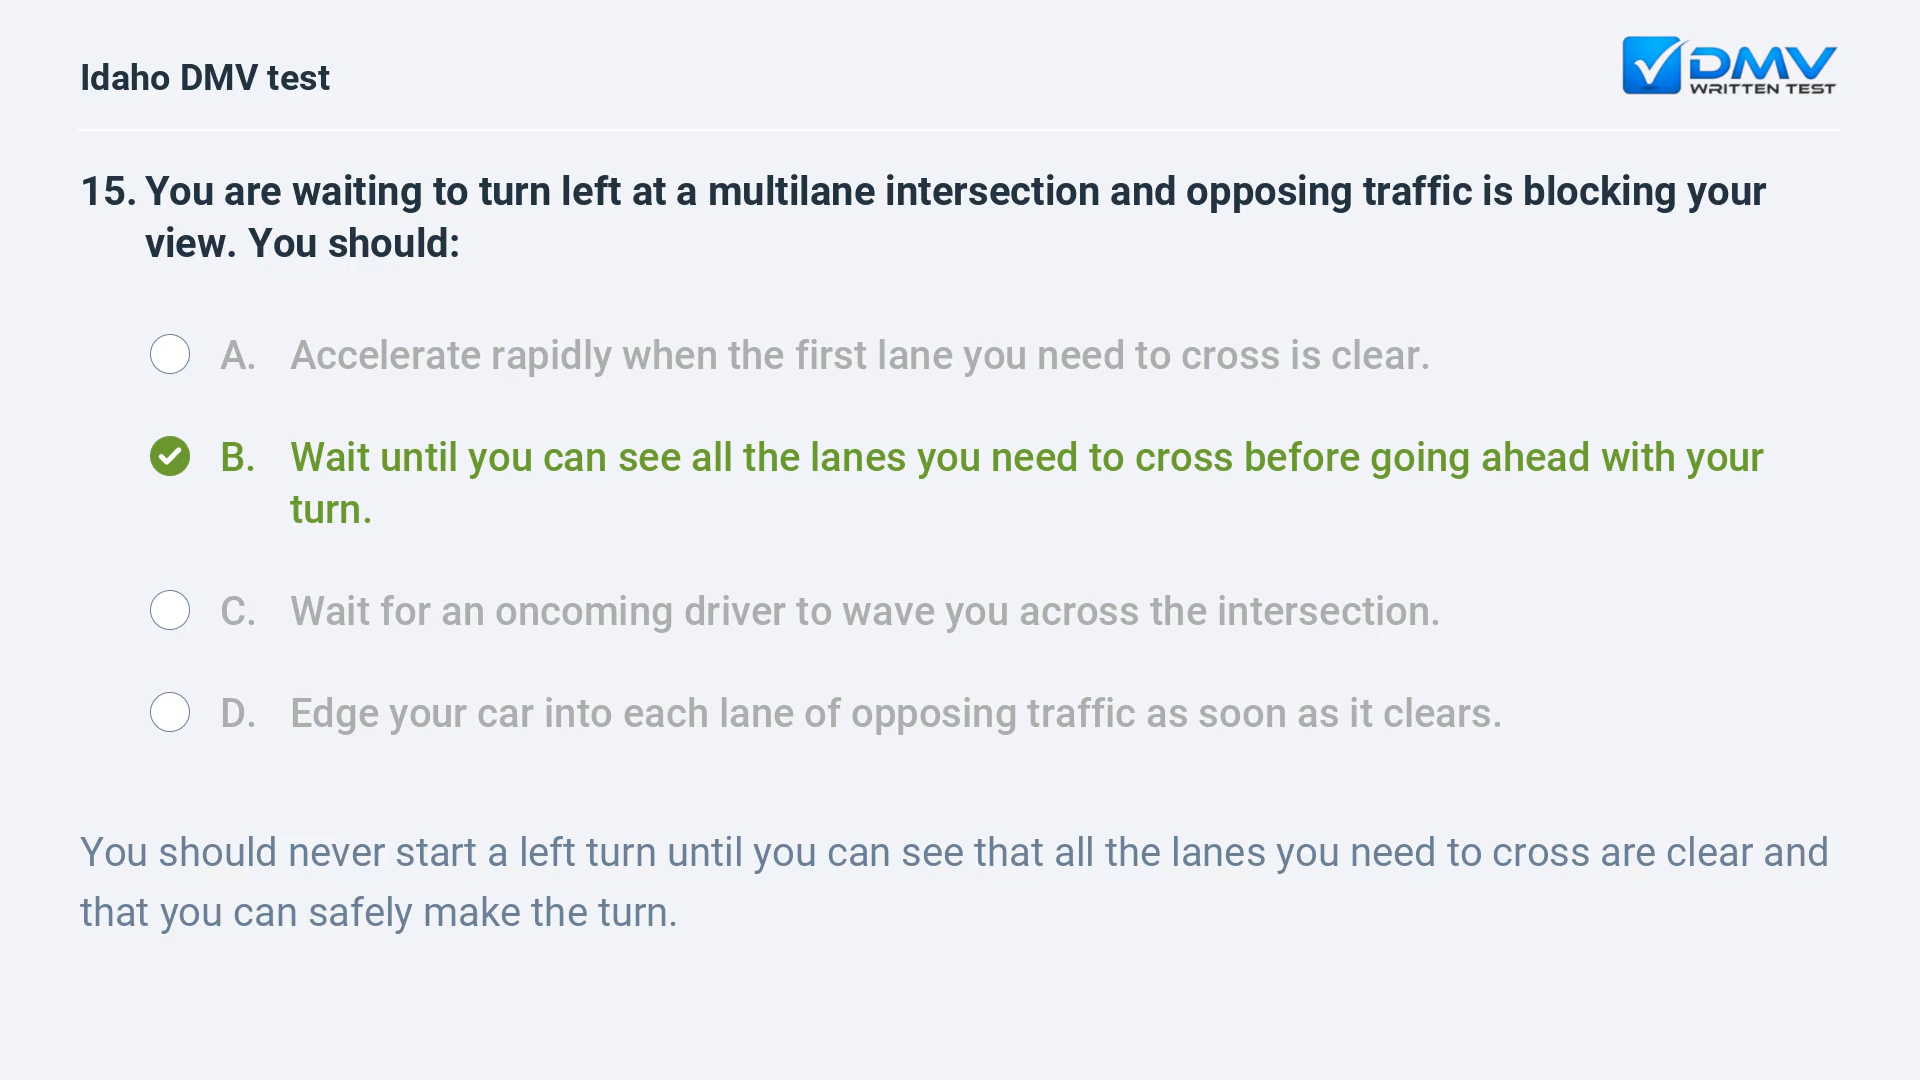 Idaho DMV test
DMV
WRITTEN TEST
15. You are waiting to turn left at a multilane intersection and opposing traffic is blocking your
view. You should:
A. Accelerate rapidly when the first lane you need to cross is clear.
B. Wait until you can see all the lanes you need to cross before going ahead with your
turn.
C. Wait for an oncoming driver to wave you across the intersection.
D. Edge your car into each lane of opposing traffic as soon as it clears.
You should never start a left turn until you can see that all the lanes you need to cross are clear and
that you can safely make the turn.